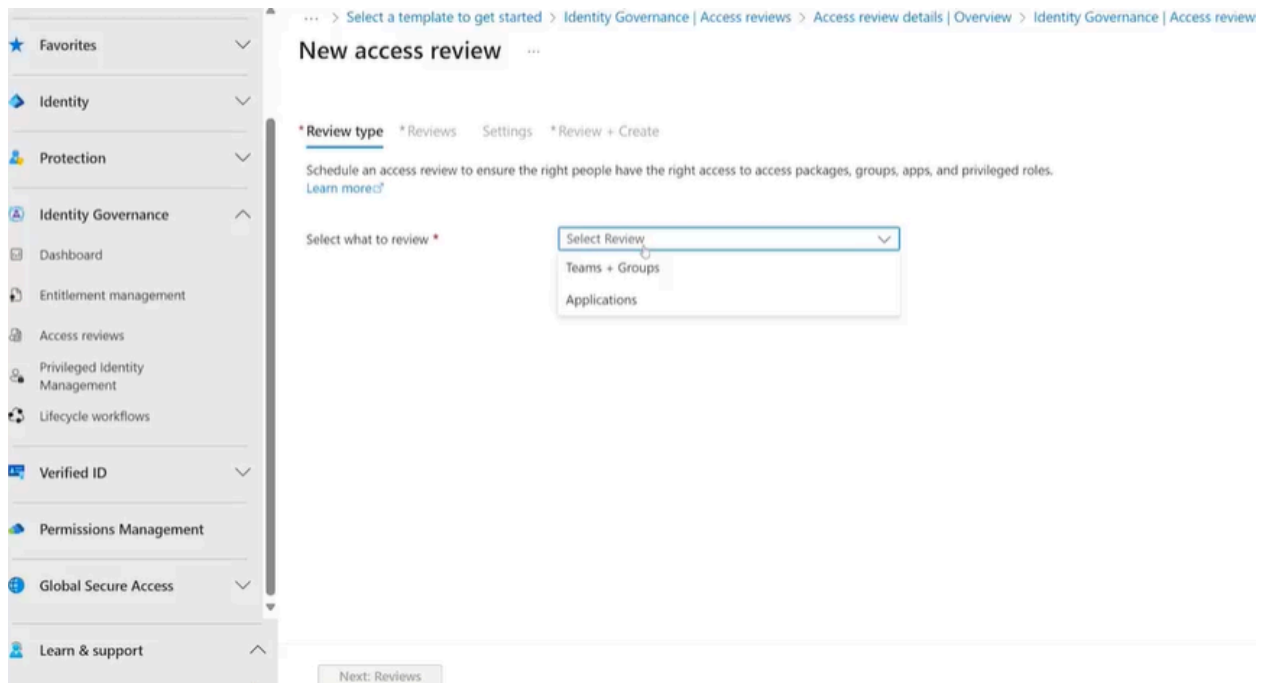 ··· > Select a template to get started > Identity Governance | Access reviews > Access review details | Overview > Identity Governance | Access review
New access review ···
Favorites
Identity
Protection
Identity Governance
Dashboard
Entitlement management
Access reviews
Privileged Identity
Management
Lifecycle workflows
Verified ID
Permissions Management
Global Secure Access
Learn & support
* Review type * Reviews Settings * Review + Create
Schedule an access review to ensure the right people have the right access to access packages, groups, apps, and privileged roles.
Learn more
Select what to review *
Select Review
Teams + Groups
Applications
Next: Reviews